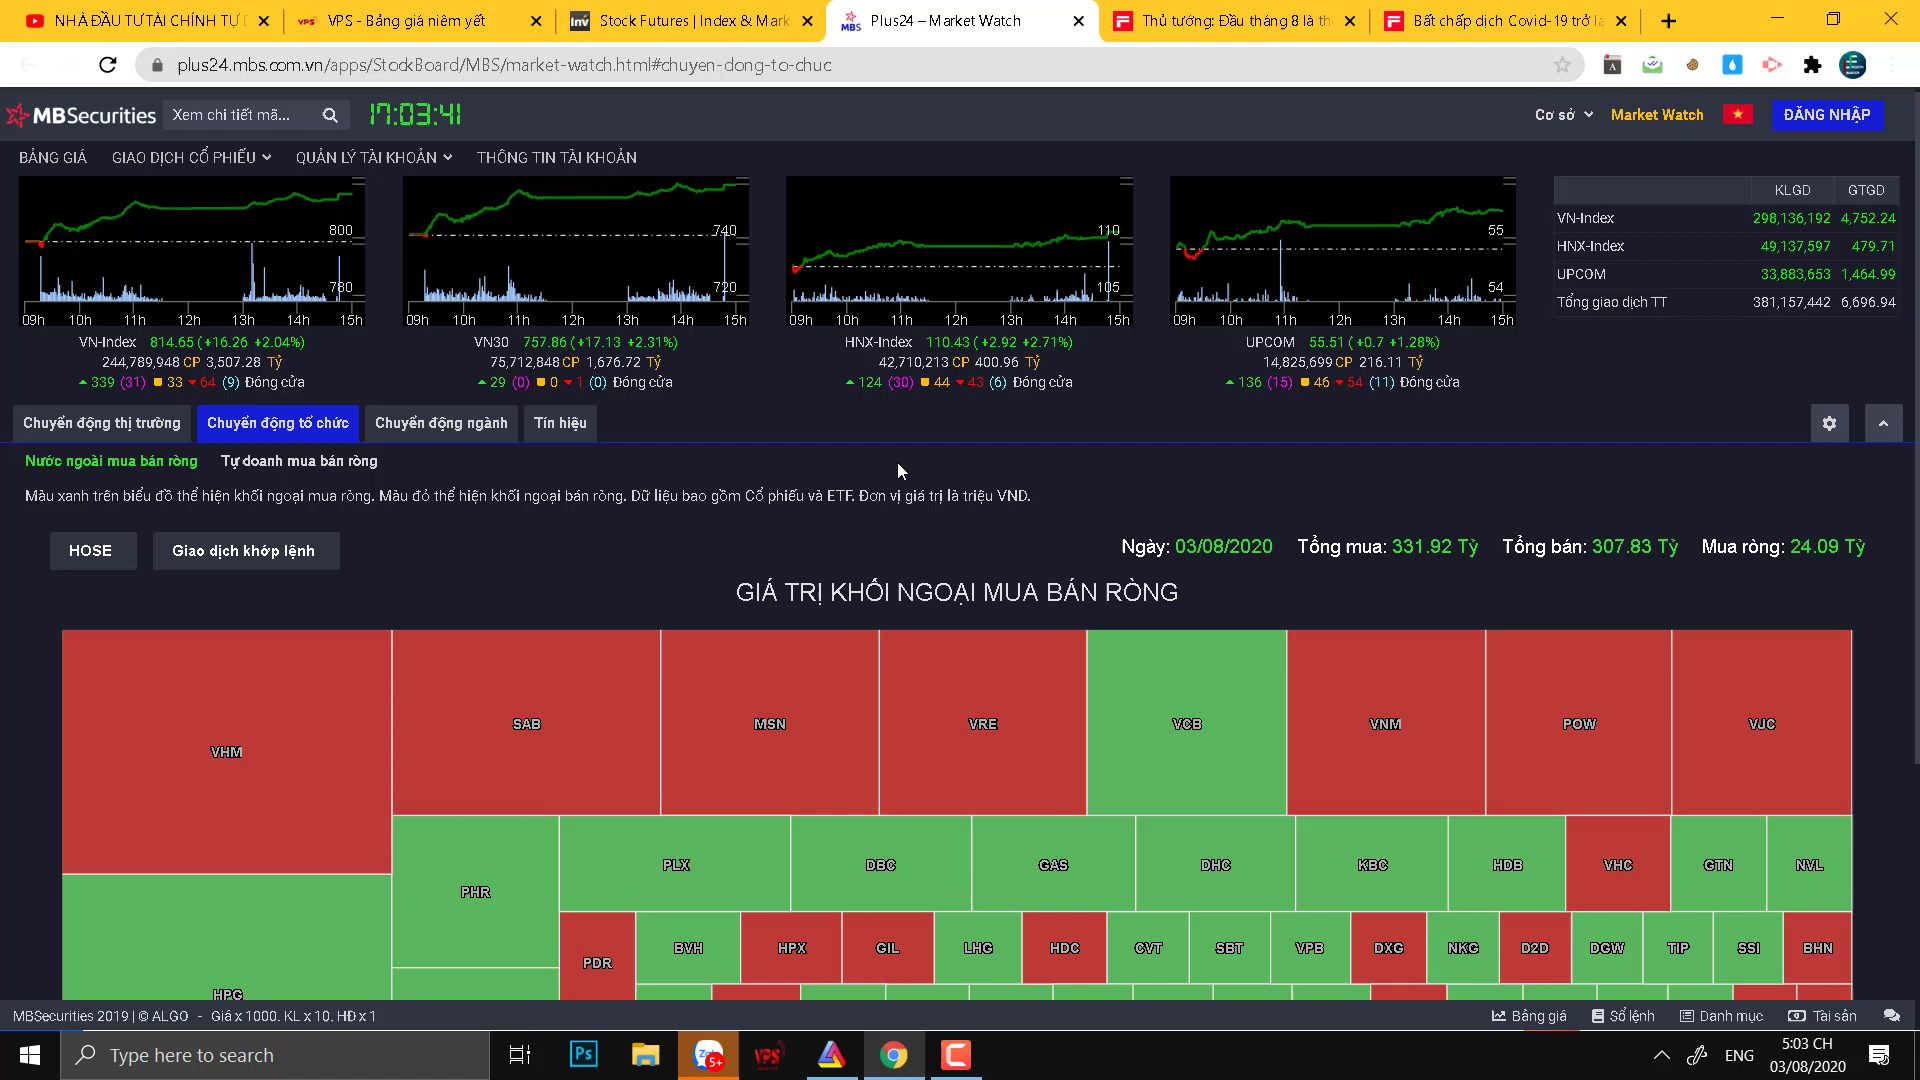 NHÀ ĐẦU TƯ TÀI CHÍNH TỰ D
VPS - Bảng giá niêm yết
Stock Futures | Index & Mark
Plus24 – Market Watch
Thủ tướng: Đầu tháng 8 là th
Bất chấp dịch Covid-19 trở l
plus24.mbs.com.vn/apps/StockBoard/MBS/market-watch.html#chuyen-dong-to-chuc
MBSecurities
Xem chi tiết mã...
17:03:41
Cơ sở
Market Watch
ĐĂNG NHẬP
BẢNG GIÁ
GIAO DỊCH CỔ PHIẾU
QUẢN LÝ TÀI KHOẢN
THÔNG TIN TÀI KHOẢN
800
780
09h 10h 11h 12h 13h 14h 15h
VN-Index 814.65 ( +16.26 +2.04%)
244,789,948 CP 3,507.28 Tỷ
339 (31) 33 64 (9) Đóng cửa
740
720
09h 10h 11h 12h 13h 14h 15h
VN30 757.86 ( +17.13 +2.31%)
75,712,848 CP 1,676.72 Tỷ
29 (0) 0 1 (0) Đóng cửa
110
105
09h 10h 11h 12h 13h 14h 15h
HNX-Index 110.43 ( +2.92 +2.71%)
42,710,213 CP 400.96 Tỷ
124 (30) 44 43 (6) Đóng cửa
55
54
09h 10h 11h 12h 13h 14h 15h
UPCOM 55.51 ( +0.7 +1.28%)
14,825,699 CP 216.11 Tỷ
136 (15) 46 54 (11) Đóng cửa
KLGD GTGD
VN-Index 298,136,192 4,752.24
HNX-Index 49,137,597 479.71
UPCOM 33,883,653 1,464.99
Tổng giao dịch TT 381,157,442 6,696.94
Chuyển động thị trường
Chuyển động tổ chức
Chuyển động ngành
Tín hiệu
Nước ngoài mua bán ròng
Tự doanh mua bán ròng
Màu xanh trên biểu đồ thể hiện khối ngoại mua ròng. Màu đỏ thể hiện khối ngoại bán ròng. Dữ liệu bao gồm Cổ phiếu và ETF. Đơn vị giá trị là triệu VND.
HOSE
Giao dịch khớp lệnh
Ngày: 03/08/2020 Tổng mua: 331.92 Tỷ Tổng bán: 307.83 Tỷ Mua ròng: 24.09 Tỷ
GIÁ TRỊ KHỐI NGOẠI MUA BÁN RÒNG
VHM
SAB
MSN
VRE
VCB
VNM
POW
VJC
PHR
PLX
DBC
GAS
DHC
KBC
HDB
VHC
GTN
NVL
PDR
BVH
HPX
GIL
LHG
HDC
CVT
SBT
VPB
DXG
NKG
D2D
DGW
TIP
SSI
BHN
HPG
MBSecurities 2019 | © ALGO - Giá x 1000. KL x 10. HĐ x 1
Bảng giá
Sổ lệnh
Danh mục
Tài sản
Type here to search
Ps
5+
VPS
ENG
5:03 CH
03/08/2020